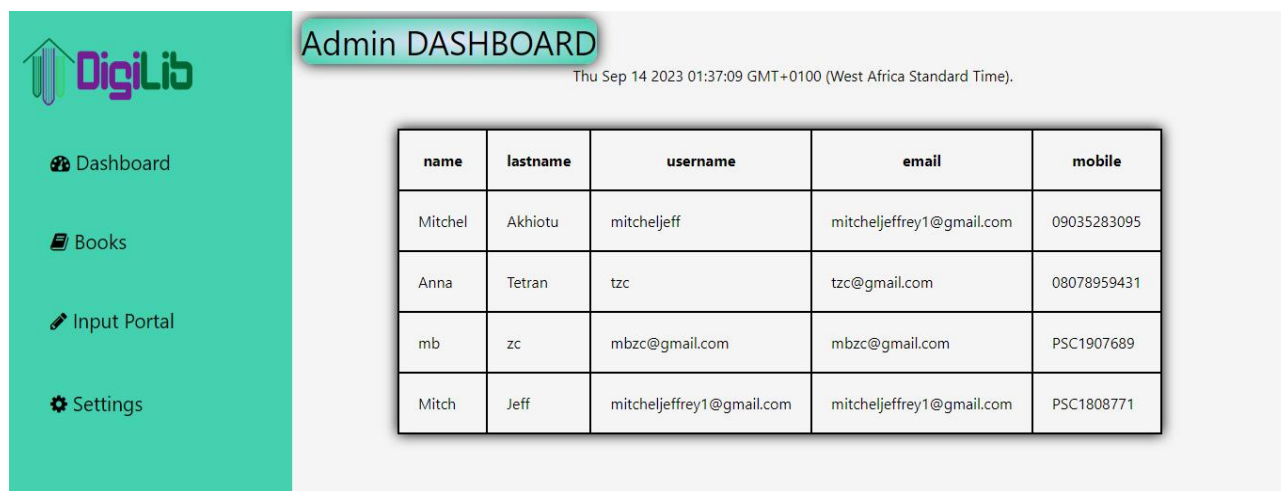 DigiLib
Dashboard
Books
Input Portal
Settings
Admin DASHBOARD
Thu Sep 14 2023 01:37:09 GMT+0100 (West Africa Standard Time).
name lastname username email mobile
Mitchel Akhiotu mitcheljeff mitcheljeffrey1@gmail.com 09035283095
Anna Tetran tzc tzc@gmail.com 08078959431
mb zc mbzc@gmail.com mbzc@gmail.com PSC1907689
Mitch Jeff mitcheljeffrey1@gmail.com mitcheljeffrey1@gmail.com PSC1808771